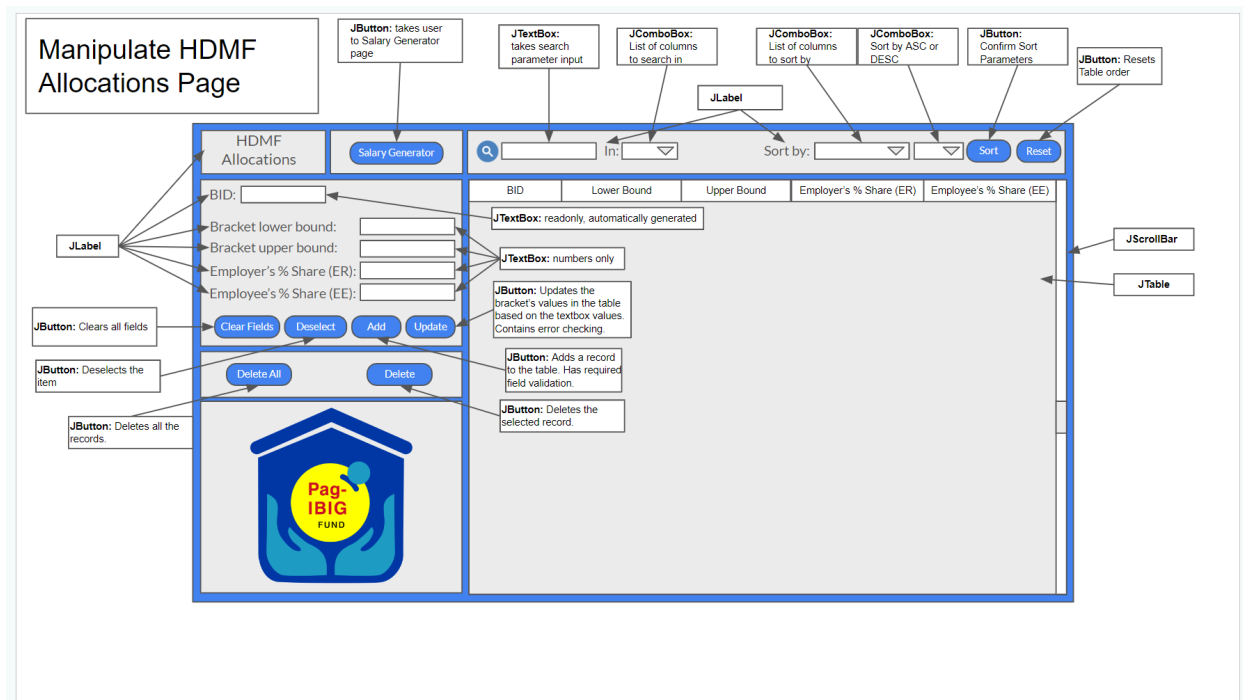 Manipulate HDMF
Allocations Page
JButton: takes user
to Salary Generator
page
JTextBox:
takes search
parameter input
JComboBox:
List of columns
to search in
JComboBox:
List of columns
to sort by
JComboBox:
Sort by ASC or
DESC
JButton:
Confirm Sort
Parameters
JButton: Resets
Table order
JLabel
HDMF
Allocations
Salary Generator
In:
Sort by:
Sort
Reset
BID:
BID
Lower Bound
Upper Bound
Employer's % Share (ER)
Employee's % Share (EE)
JTextBox: readonly, automatically generated
JLabel
Bracket lower bound:
Bracket upper bound:
Employer's % Share (ER):
Employee's % Share (EE):
JTextBox: numbers only
JScrollBar
JTable
JButton: Updates the
bracket's values in the table
based on the textbox values.
Contains error checking.
JButton: Clears all fields
Clear Fields
Deselect
Add
Update
JButton: Deselects the
item
JButton: Adds a record
to the table. Has required
field validation.
Delete All
Delete
JButton: Deletes all the
records.
JButton: Deletes the
selected record.
Pag-
IBIG
FUND